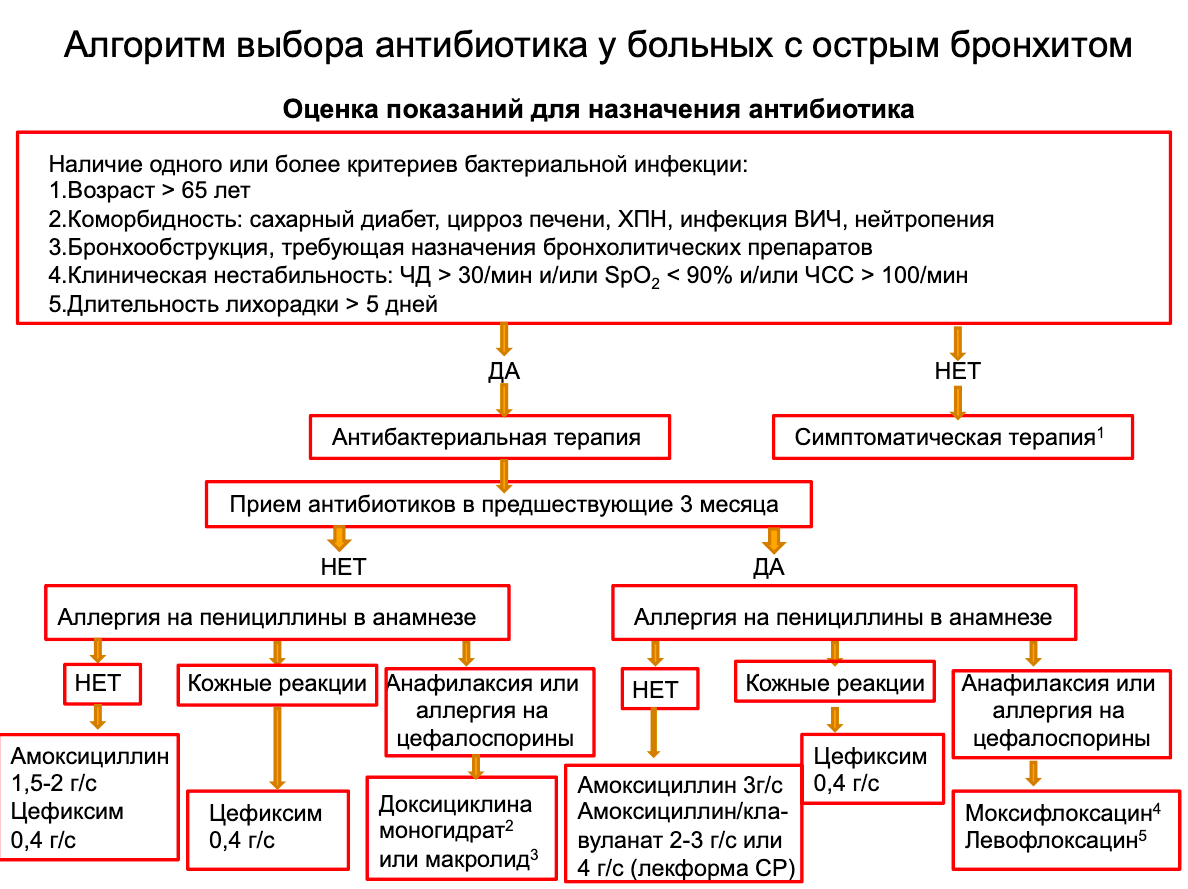 Алгоритм выбора антибиотика у больных с острым бронхитом
Оценка показаний для назначения антибиотика
Наличие одного или более критериев бактериальной инфекции:
1.Возраст > 65 лет
2.Коморбидность: сахарный диабет, цирроз печени, ХПН, инфекция ВИЧ, нейтропения
3.Бронхообструкция, требующая назначения бронхолитических препаратов
4.Клиническая нестабильность: ЧД > 30/мин и/или SpO₂ < 90% и/или ЧСС > 100/мин
5.Длительность лихорадки > 5 дней
ДА
НЕТ
Антибактериальная терапия
Симптоматическая терапия¹
Прием антибиотиков в предшествующие 3 месяца
НЕТ
ДА
Аллергия на пенициллины в анамнезе
Аллергия на пенициллины в анамнезе
НЕТ
Кожные реакции
Анафилаксия или
аллергия на
цефалоспорины
НЕТ
Кожные реакции
Анафилаксия или
аллергия на
цефалоспорины
Амоксициллин
1,5-2 г/с
Цефиксим
0,4 г/с
Цефиксим
0,4 г/с
Доксициклина
моногидрат²
или макролид³
Амоксициллин 3г/с
Амоксициллин/кла-
вуланат 2-3 г/с или
4 г/с (лекформа СР)
Цефиксим
0,4 г/с
Моксифлоксацин⁴
Левофлоксацин⁵